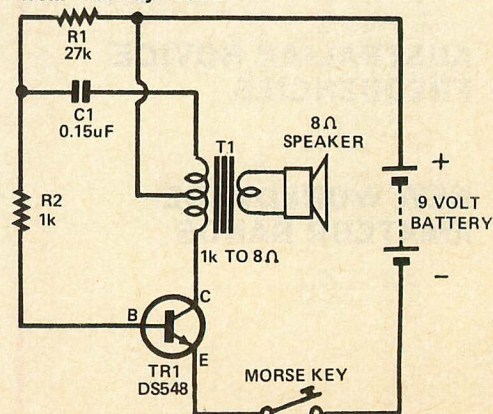 R1
27k
C1
0.15uF
R2
1k
T1
8Ω
SPEAKER
+
9 VOLT
BATTERY
−
1k TO 8Ω
C
B
E
TR1
DS548
MORSE KEY